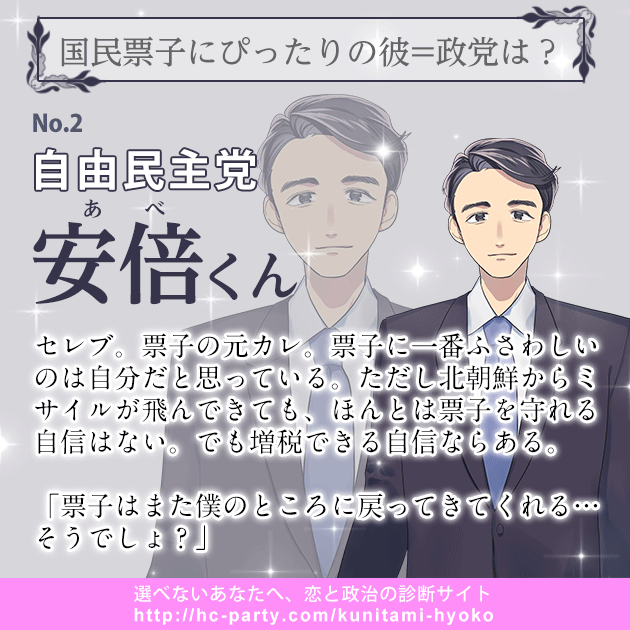 国民票子にぴったりの彼=政党は？
No.2
自由民主党
あべ
安倍くん
セレブ。票子の元カレ。票子に一番ふさわしい
のは自分だと思っている。ただし北朝鮮からミ
サイルが飛んできても、ほんとは票子を守れる
自信はない。でも増税できる自信ならある。
「票子はまた僕のところに戻ってきてくれる…
そうでしょ？」
選べないあなたへ、恋と政治の診断サイト
http://hc-party.com/kunitami-hyoko